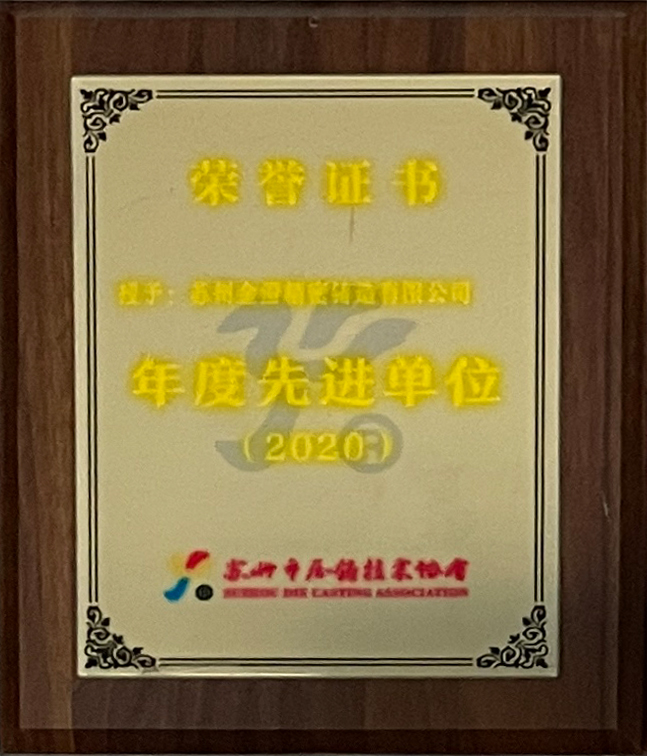 荣誉证书
授予：苏州金澄精密铸造有限公司
年度先进单位
（2020）
苏州市压铸技术协会
SUZHOU DIE CASTING ASSOCIATION